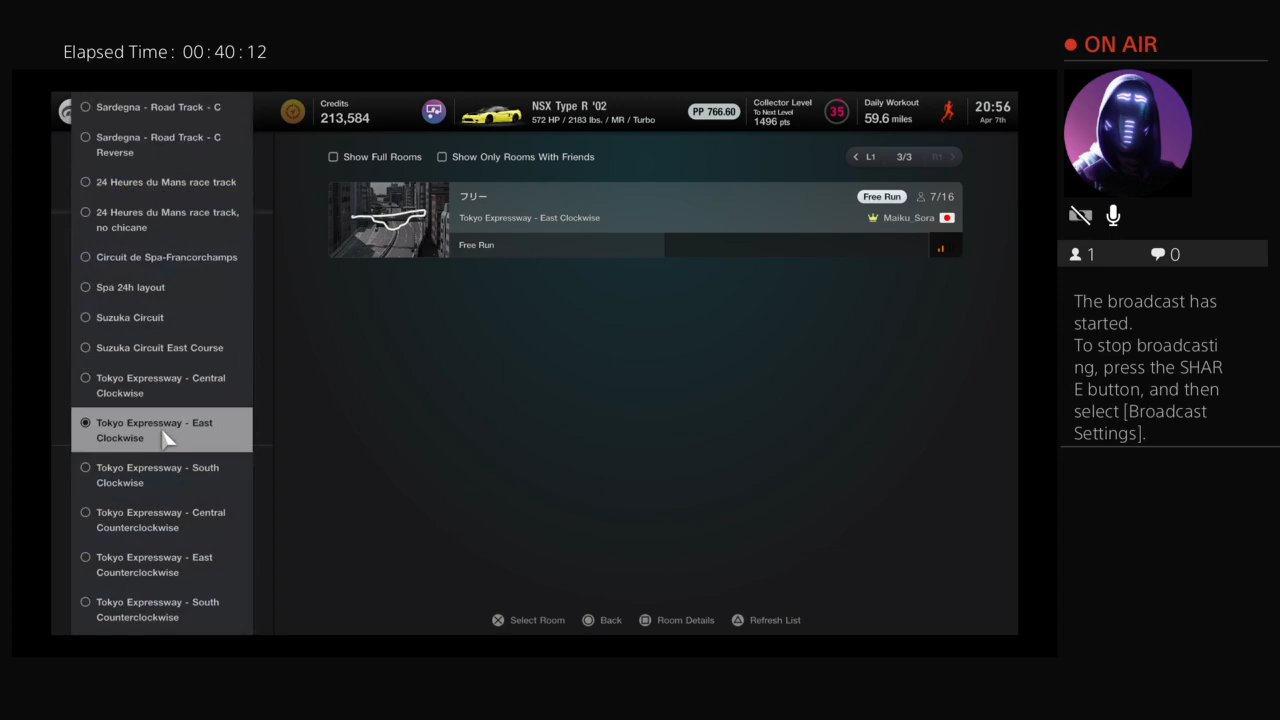 Elapsed Time: 00:40:12
ON AIR
Sardegna - Road Track - C
Sardegna - Road Track - C
Reverse
24 Heures du Mans race track
24 Heures du Mans race track,
no chicane
Circuit de Spa-Francorchamps
Spa 24h layout
Suzuka Circuit
Suzuka Circuit East Course
Tokyo Expressway - Central
Clockwise
Tokyo Expressway - East
Clockwise
Tokyo Expressway - South
Clockwise
Tokyo Expressway - Central
Counterclockwise
Tokyo Expressway - East
Counterclockwise
Tokyo Expressway - South
Counterclockwise
Credits
213,584
NSX Type R '02
572 HP / 2183 lbs. / MR / Turbo
PP 766.60
Collector Level
To Next Level
1496 pts
35
Daily Workout
59.6 miles
20:56
Apr 7th
Show Full Rooms
Show Only Rooms With Friends
L1 3/3 R1
フリー
Free Run 7/16
Tokyo Expressway - East Clockwise
Maiku_Sora
Free Run
Select Room Back Room Details Refresh List
1 0
The broadcast has
started.
To stop broadcasti
ng, press the SHAR
E button, and then
select [Broadcast
Settings].